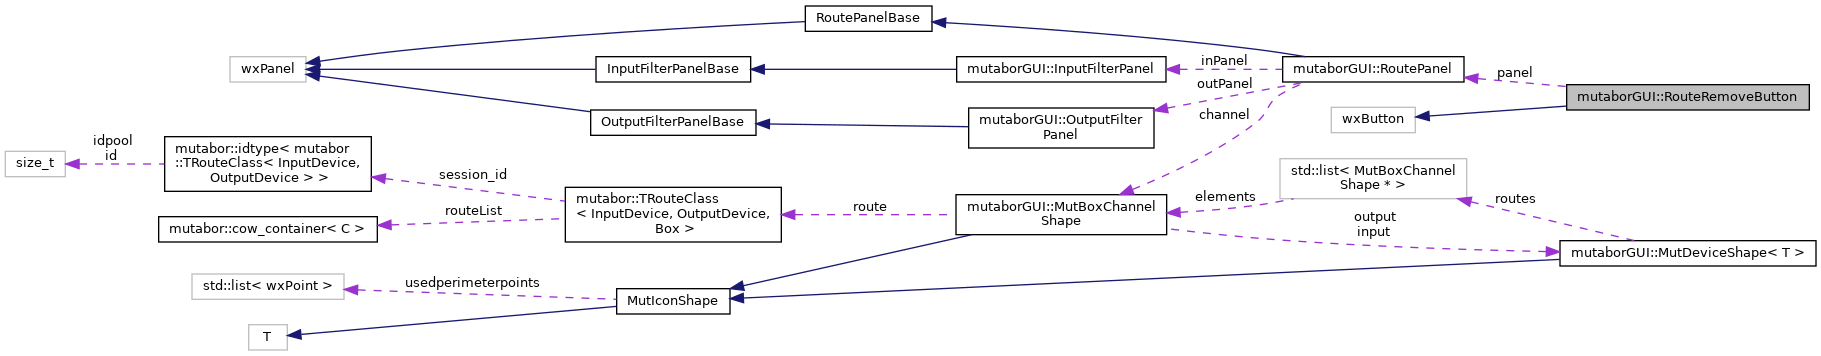 RoutePanelBase
wxPanel
InputFilterPanelBase
mutaborGUI::InputFilterPanel
inPanel
mutaborGUI::RoutePanel
panel
mutaborGUI::RouteRemoveButton
outPanel
OutputFilterPanelBase
mutaborGUI::OutputFilter
Panel
channel
wxButton
idpool
id
size_t
mutabor::idtype< mutabor
::TRouteClass< InputDevice,
OutputDevice > >
session_id
std::list< MutBoxChannel
Shape * >
elements
routes
mutabor::TRouteClass
< InputDevice, OutputDevice,
Box >
route
mutaborGUI::MutBoxChannel
Shape
routeList
mutabor::cow_container< C >
output
input
mutaborGUI::MutDeviceShape< T >
std::list< wxPoint >
usedperimeterpoints
MutIconShape
T